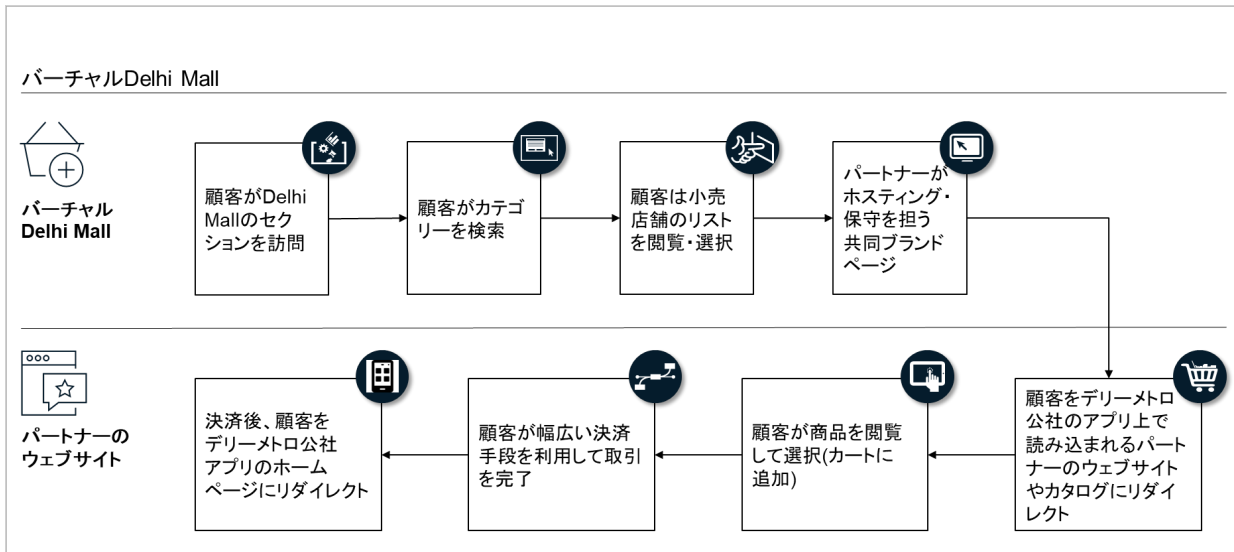 バーチャルDelhi Mall
バーチャル
Delhi Mall
顧客がDelhi
Mallのセク
ションを訪問
顧客がカテゴ
リーを検索
顧客は小売
店舗のリスト
を閲覧・選択
パートナーが
ホスティング・
保守を担う
共同ブランド
ページ
パートナーの
ウェブサイト
決済後、顧客を
デリーメトロ公社
アプリのホーム
ページにリダイレクト
顧客が幅広い決済
手段を利用して取引
を完了
顧客が商品を閲覧
して選択(カートに
追加)
顧客をデリーメトロ
公社のアプリ上で
読み込まれるパート
ナーのウェブサイト
やカタログにリダイ
レクト